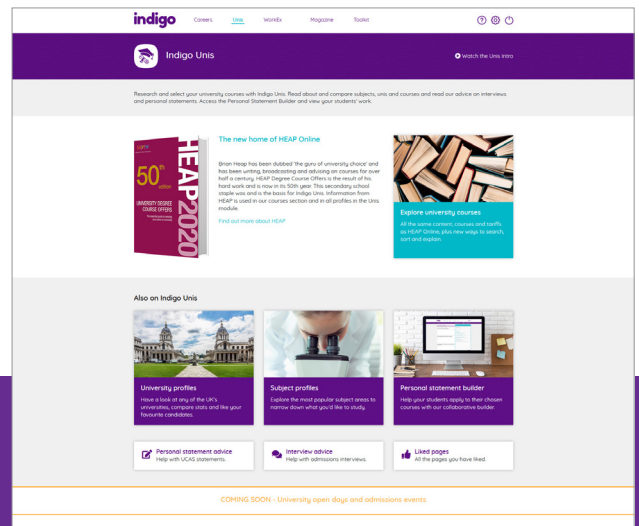 indigo Careers Unis WorkEx Magazine Toolkit
Indigo Unis
Watch the Unis Intro
Research and select your university courses with Indigo Unis. Read about and compare subjects, unis and courses and read our advice on interviews
and personal statements. Access the Personal Statement Builder and view your students' work.
50th
edition
UNIVERSITY DEGREE
COURSE OFFERS
HEAP2020
The new home of HEAP Online
Brian Heap has been dubbed 'the guru of university choice' and
has been writing, broadcasting and advising on courses for over
half a century. HEAP Degree Course Offers is the result of his
hard work and is now in its 50th year. This secondary school
staple was and is the basis for Indigo Unis. Information from
HEAP is used in our courses section and in all profiles in the Unis
module.
Find out more about HEAP
Explore university courses
All the same content, courses and tariffs
as HEAP Online, plus new ways to search,
sort and explain.
Also on Indigo Unis
University profiles
Have a look at any of the UK's
universities, compare stats and like your
favourite candidates.
Subject profiles
Explore the most popular subject areas to
narrow down what you'd like to study.
Personal statement builder
Help your students apply to their chosen
courses with our collaborative builder.
Personal statement advice
Help with UCAS statements.
Interview advice
Help with admissions interviews.
Liked pages
All the pages you have liked.
COMING SOON - University open days and admissions events